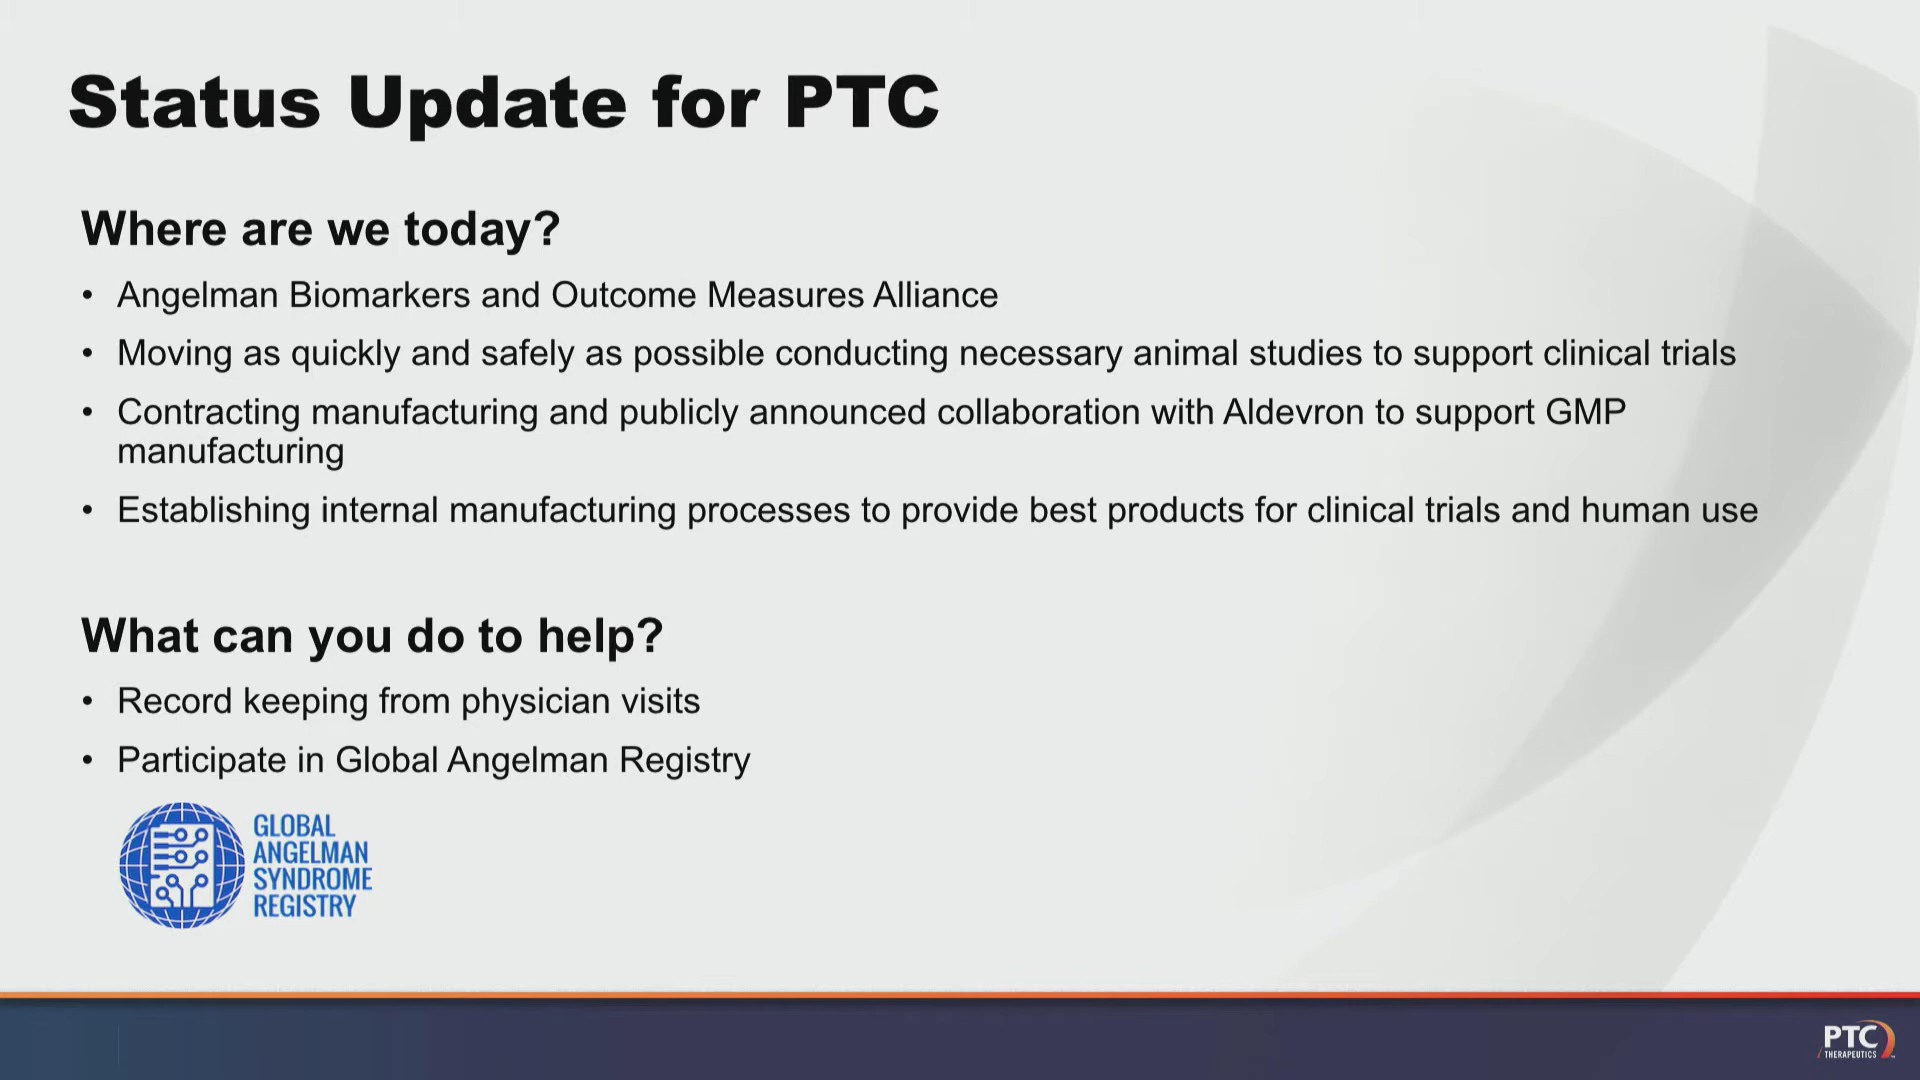 Status Update for PTC
Where are we today?
• Angelman Biomarkers and Outcome Measures Alliance
• Moving as quickly and safely as possible conducting necessary animal studies to support clinical trials
• Contracting manufacturing and publicly announced collaboration with Aldevron to support GMP
manufacturing
• Establishing internal manufacturing processes to provide best products for clinical trials and human use
What can you do to help?
• Record keeping from physician visits
• Participate in Global Angelman Registry
GLOBAL
ANGELMAN
SYNDROME
REGISTRY
PTC
THERAPEUTICS